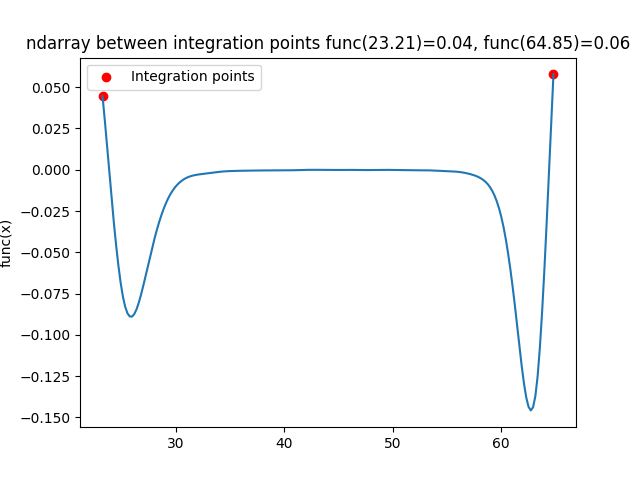 ndarray between integration points func(23.21)=0.04, func(64.85)=0.06
Integration points
func(x)
0.050
0.025
0.000
−0.025
−0.050
−0.075
−0.100
−0.125
−0.150
30 40 50 60